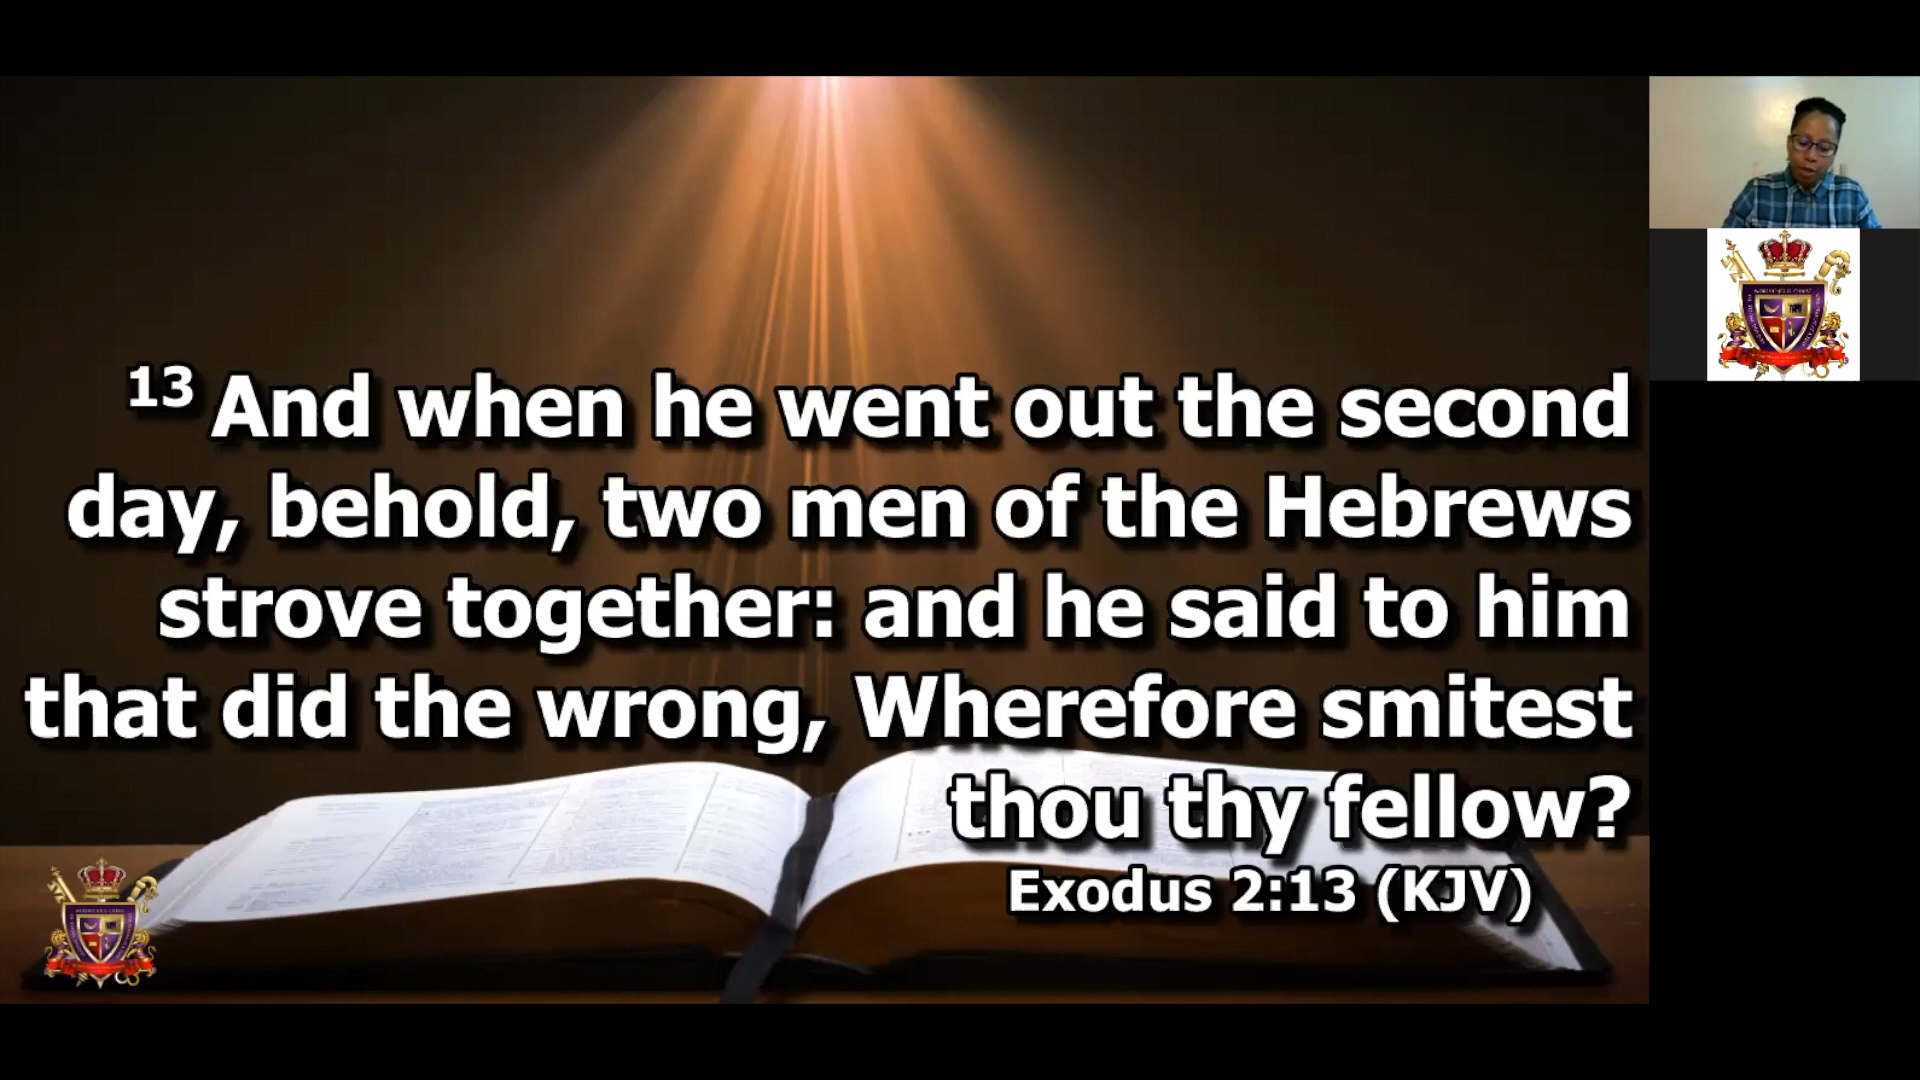 13 And when he went out the second
day, behold, two men of the Hebrews
strove together: and he said to him
that did the wrong, Wherefore smitest
thou thy fellow?
Exodus 2:13 (KJV)